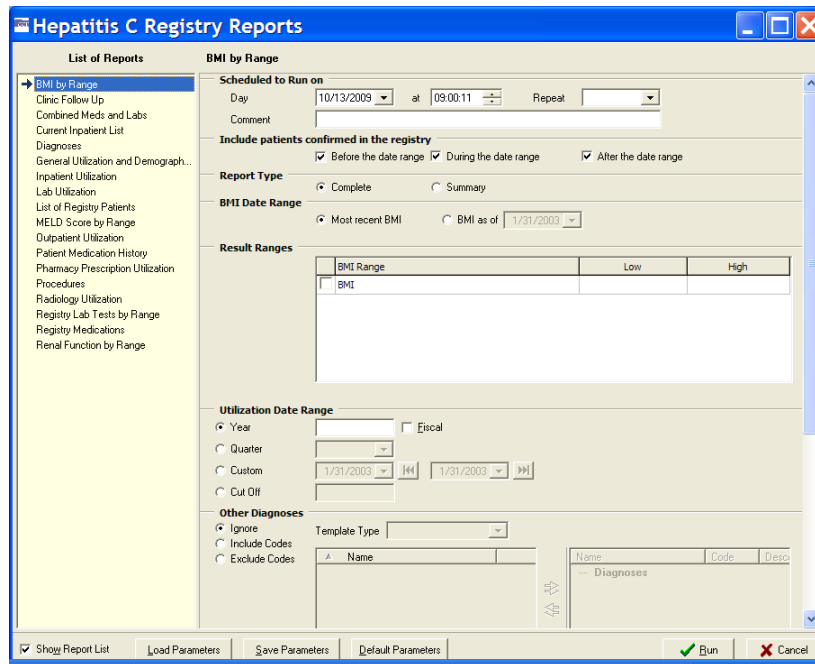 Hepatitis C Registry Reports
List of Reports
BMI by Range
BMI by Range
Clinic Follow Up
Combined Meds and Labs
Current Inpatient List
Diagnoses
General Utilization and Demograph...
Inpatient Utilization
Lab Utilization
List of Registry Patients
MELD Score by Range
Outpatient Utilization
Patient Medication History
Pharmacy Prescription Utilization
Procedures
Radiology Utilization
Registry Lab Tests by Range
Registry Medications
Renal Function by Range
Scheduled to Run on
Day 10/13/2009 at 09:00:11 Repeat
Comment
Include patients confirmed in the registry
Before the date range During the date range After the date range
Report Type
Complete Summary
BMI Date Range
Most recent BMI BMI as of 1/31/2003
Result Ranges
BMI Range Low High
BMI
Utilization Date Range
Year Fiscal
Quarter
Custom 1/31/2003 1/31/2003
Cut Off
Other Diagnoses
Ignore Template Type
Include Codes
Exclude Codes Name Name Code Desc
Diagnoses
Show Report List Load Parameters Save Parameters Default Parameters Run Cancel